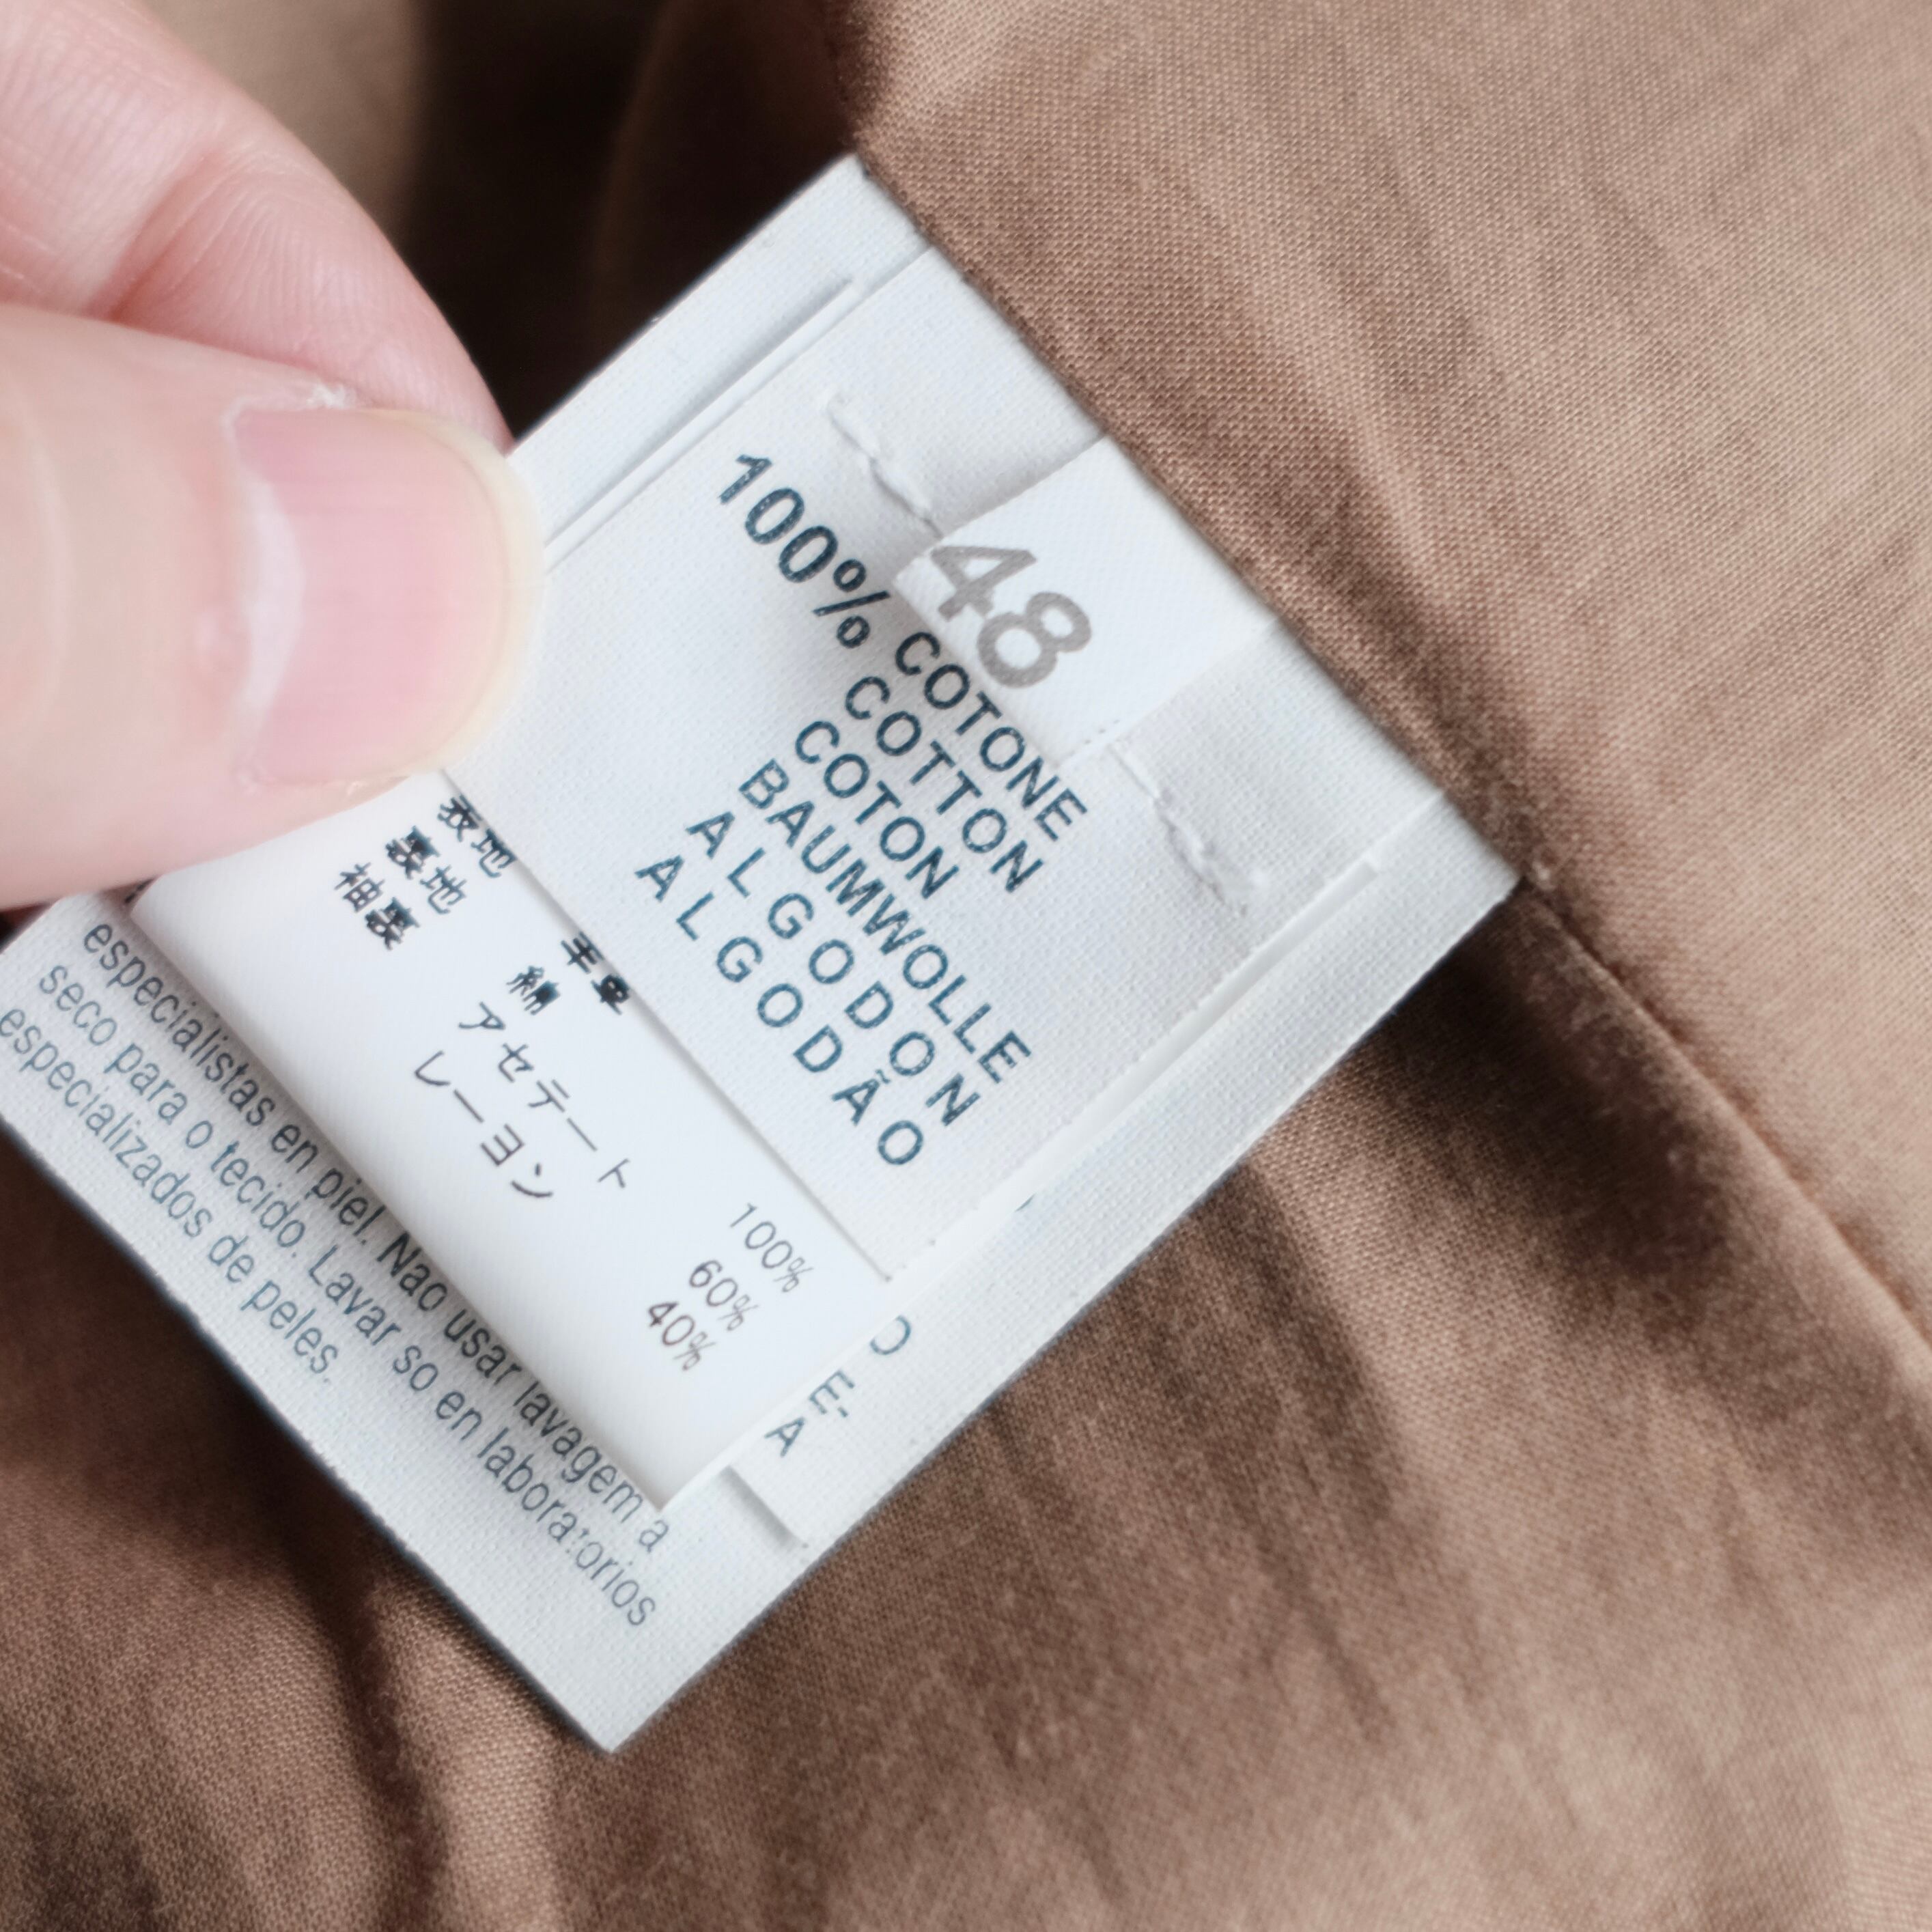 48
100% COTONE
COTTON
COTON
BAUMWOLLE
ALGODON
ALGODÃO
表地 羊革
裏地 綿 100%
袖裏 アセテート 60%
レーヨン 40%
O
E-
A
especialistas en piel. Nao usar lavagem a
seco para o tecido. Lavar so en laboratorios
especializados de peles.